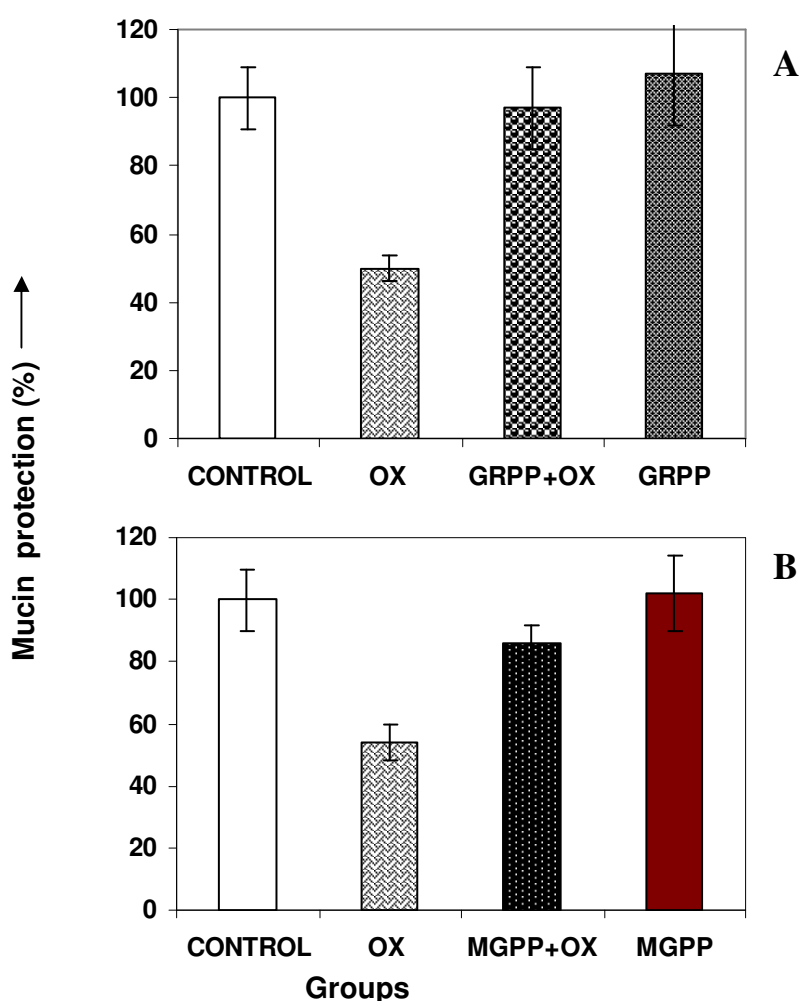 A
120
100
80
60
40
20
0
CONTROL OX GRPP+OX GRPP
Mucin protection (%)
B
120
100
80
60
40
20
0
CONTROL OX MGPP+OX MGPP
Groups